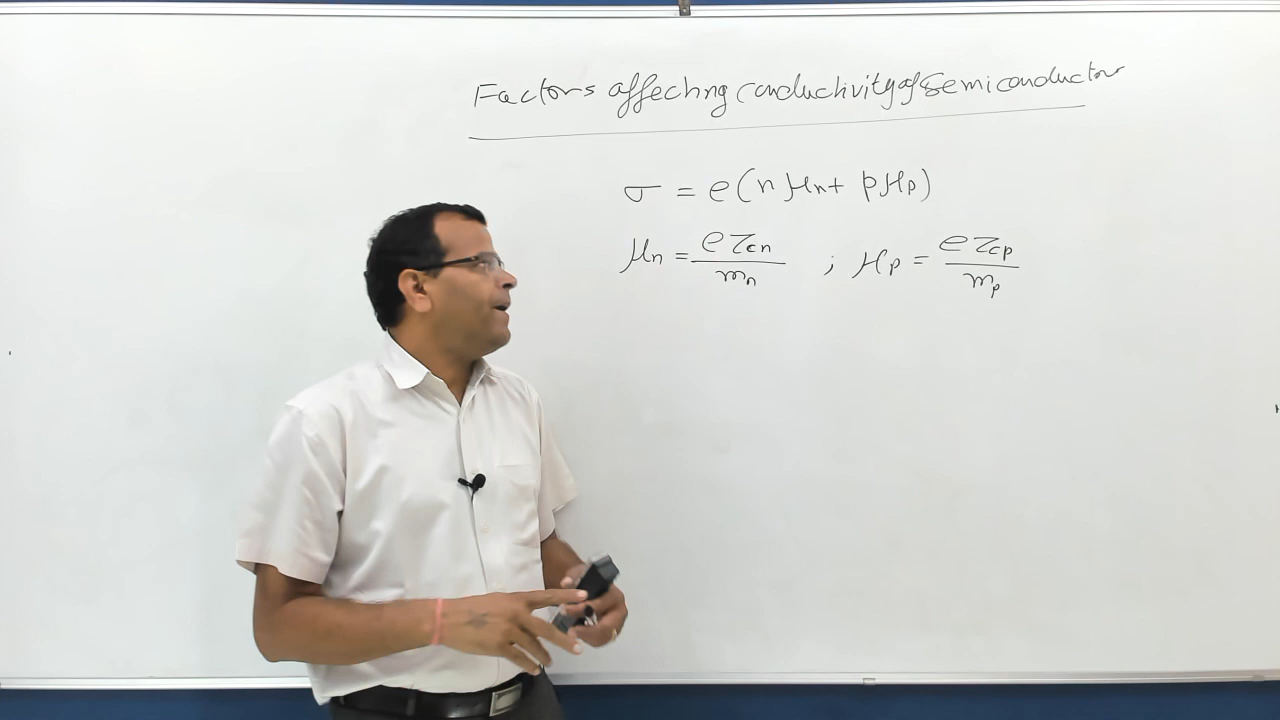 Factors affecting conductivity of semiconductor
σ = e(nμn + pμp)
μn = eτcn/mn ; μp = eτcp/mp